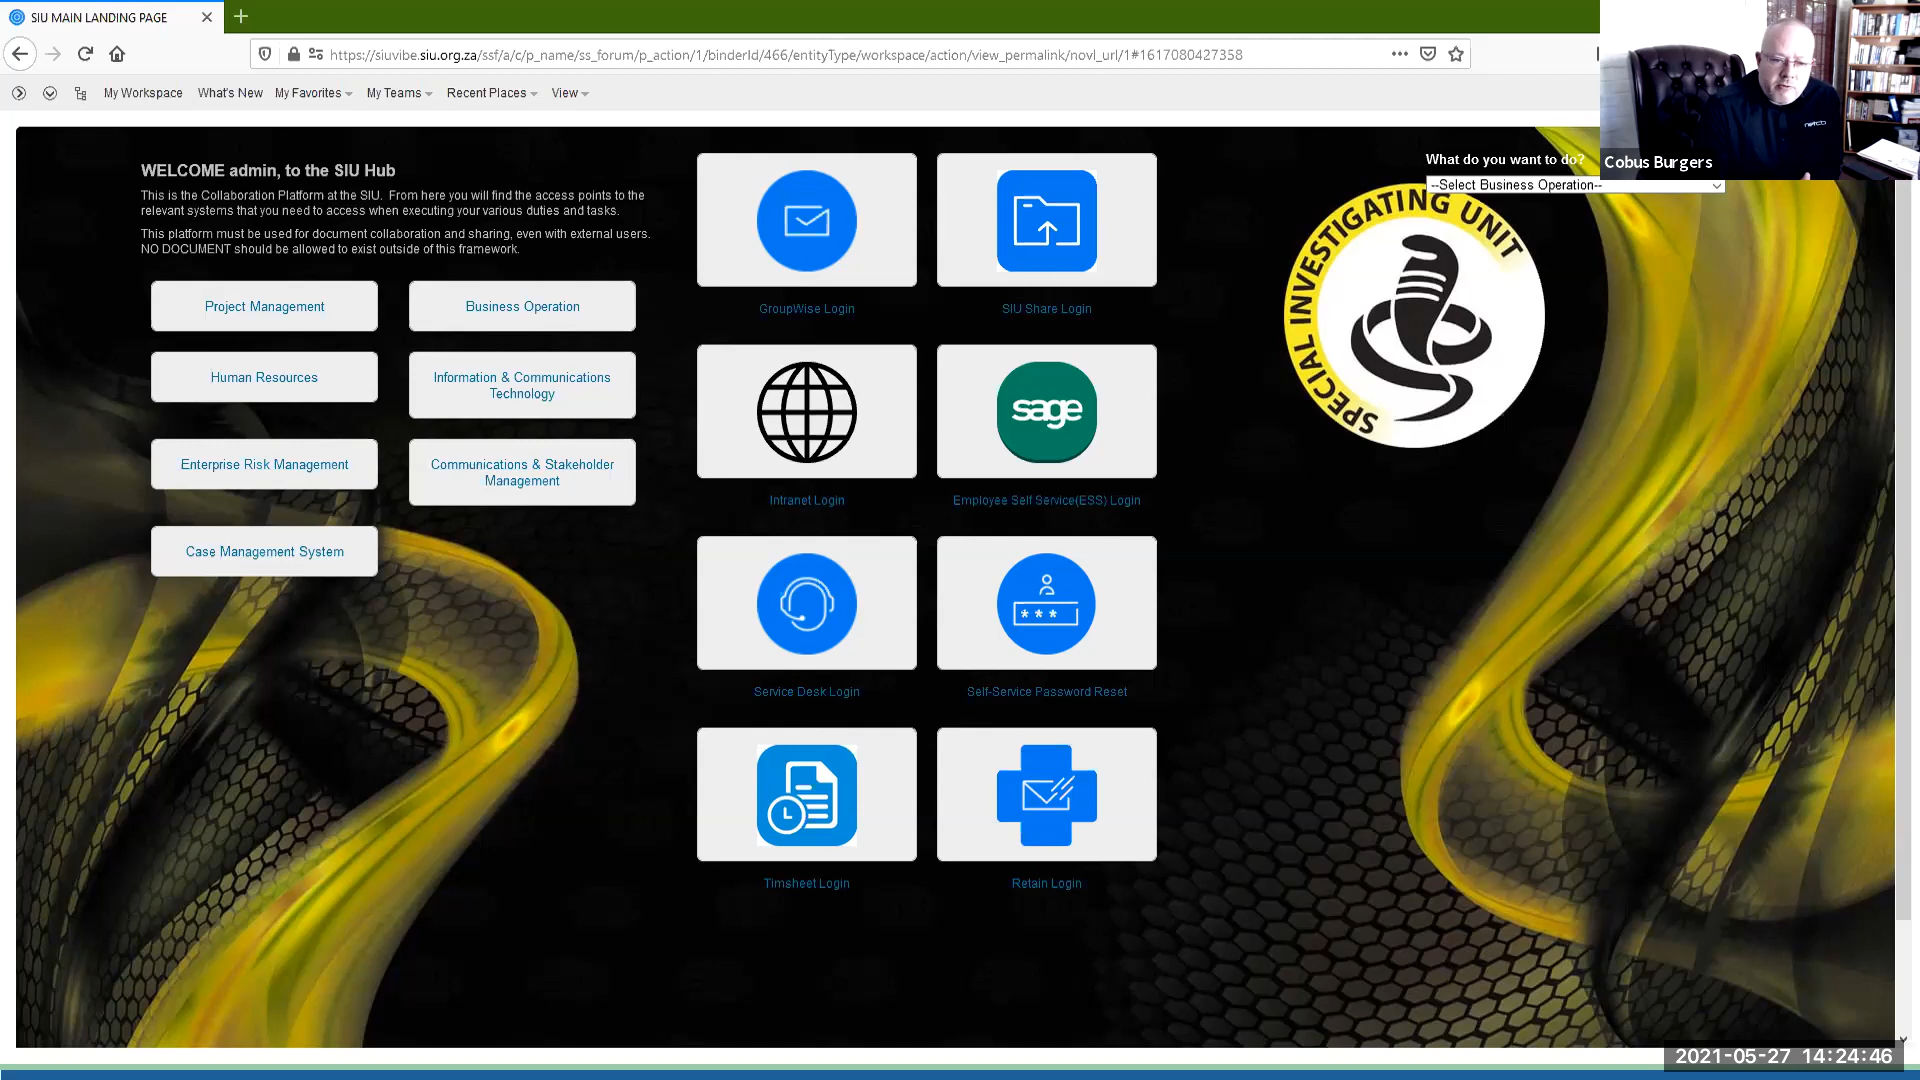 SIU MAIN LANDING PAGE
https://siuvibe.siu.org.za/ssf/a/c/p_name/ss_forum/p_action/1/binderId/466/entityType/workspace/action/view_permalink/novl_url/1#1617080427358
My Workspace What's New My Favorites My Teams Recent Places View
WELCOME admin, to the SIU Hub
This is the Collaboration Platform at the SIU. From here you will find the access points to the
relevant systems that you need to access when executing your various duties and tasks.
This platform must be used for document collaboration and sharing, even with external users.
NO DOCUMENT should be allowed to exist outside of this framework.
Project Management
Business Operation
Human Resources
Information & Communications
Technology
Enterprise Risk Management
Communications & Stakeholder
Management
Case Management System
GroupWise Login
SIU Share Login
Intranet Login
sage
Employee Self Service(ESS) Login
Service Desk Login
***
Self-Service Password Reset
Timsheet Login
Retain Login
What do you want to do?
--Select Business Operation--
SPECIAL INVESTIGATING UNIT
Cobus Burgers
netcb
2021-05-27 14:24:46